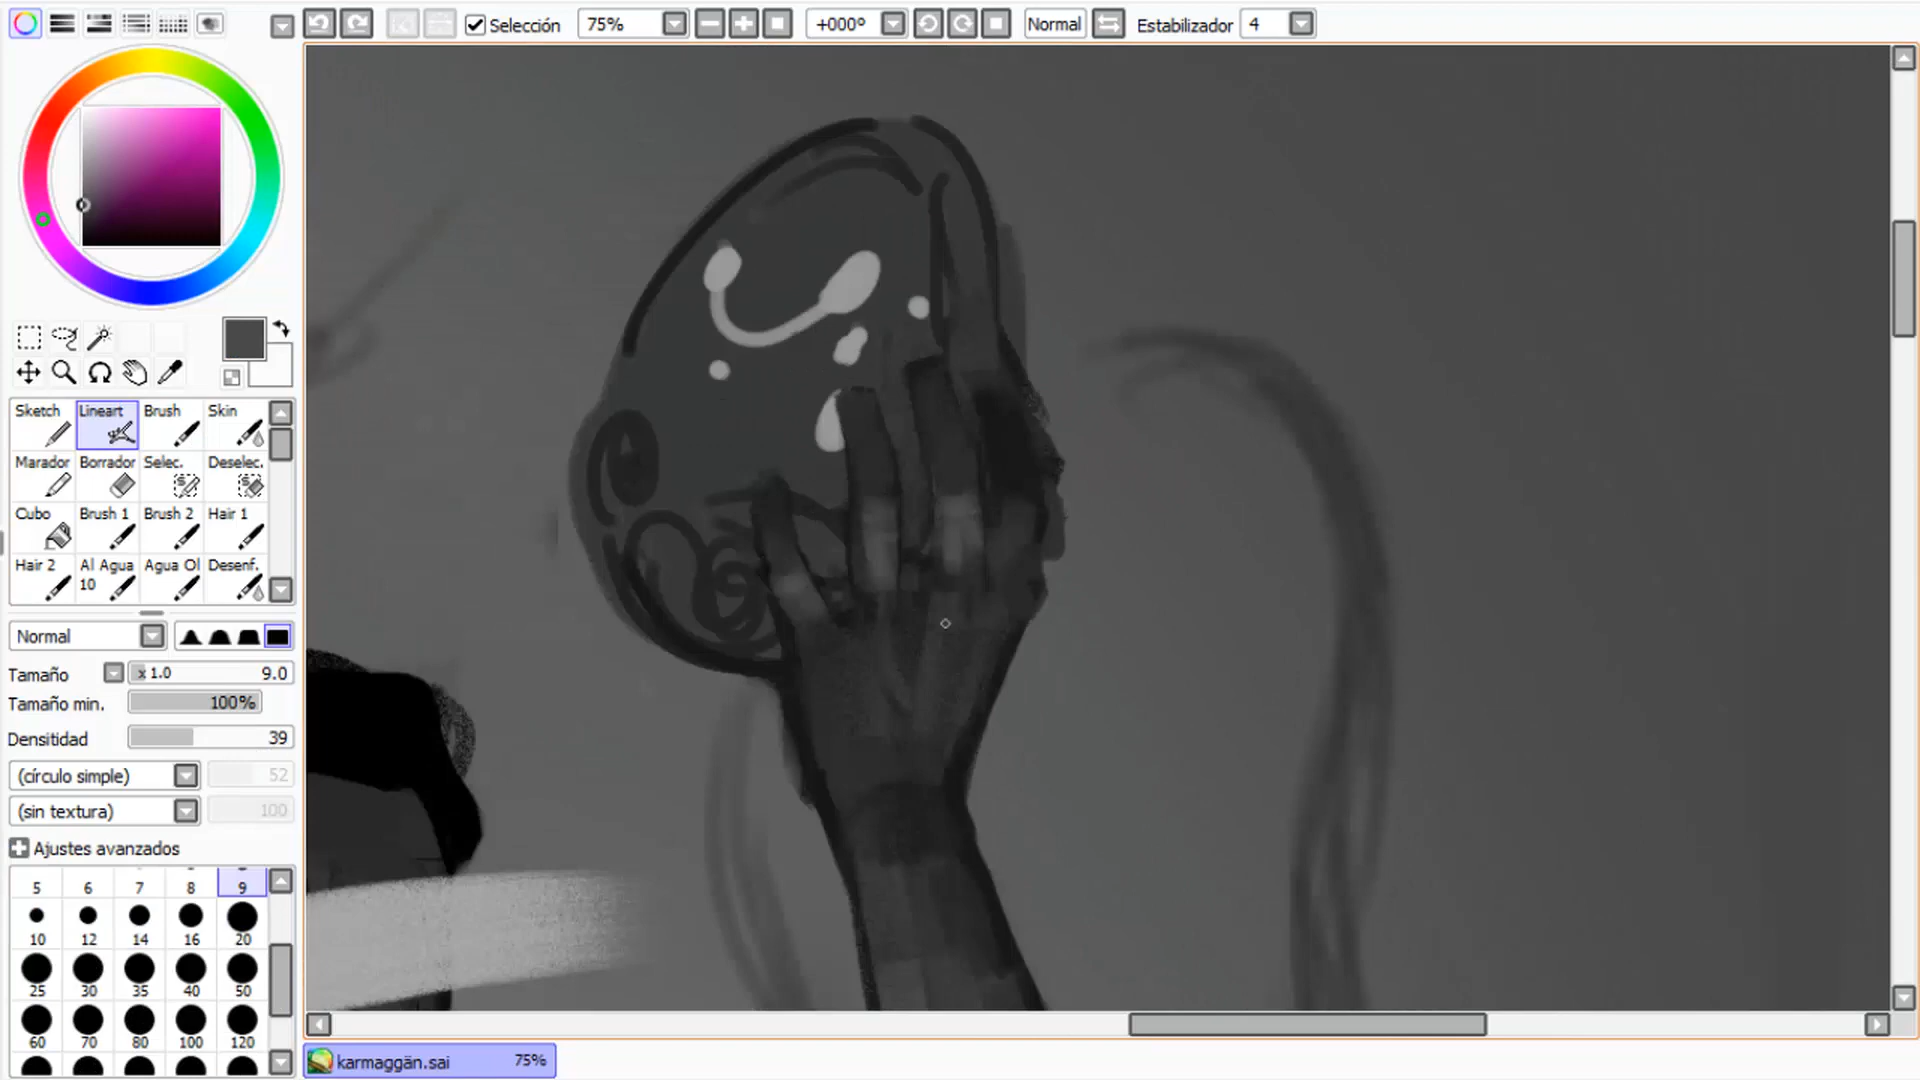 Selección 75% +000º Normal Estabilizador 4
Sketch Lineart Brush Skin
Marador Borrador Selec. Deselec.
Cubo Brush 1 Brush 2 Hair 1
Hair 2 Al Agua 10 Agua Ol Desenf.
Normal
Tamaño x 1.0 9.0
Tamaño min. 100%
Densitidad 39
(círculo simple) 52
(sin textura) 100
Ajustes avanzados
5 6 7 8 9
10 12 14 16 20
25 30 35 40 50
60 70 80 100 120
karmaggän.sai 75%